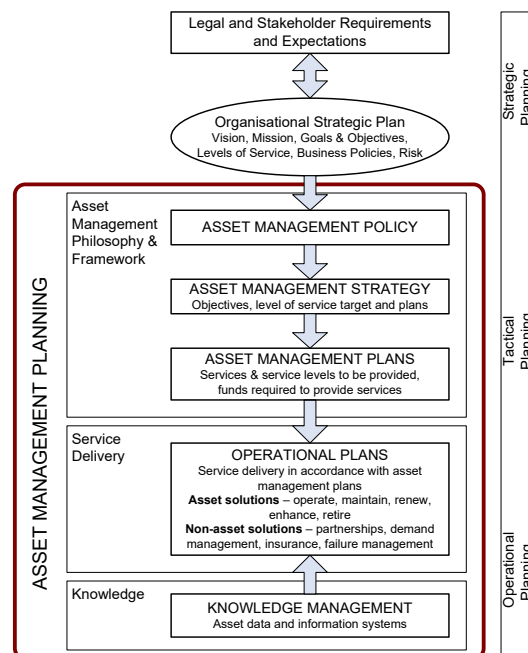 Legal and Stakeholder Requirements
and Expectations
Organisational Strategic Plan
Vision, Mission, Goals & Objectives,
Levels of Service, Business Policies, Risk
Strategic
Planning
ASSET MANAGEMENT PLANNING
Asset
Management
Philosophy &
Framework
ASSET MANAGEMENT POLICY
ASSET MANAGEMENT STRATEGY
Objectives, level of service target and plans
ASSET MANAGEMENT PLANS
Services & service levels to be provided,
funds required to provide services
Tactical
Planning
Service
Delivery
OPERATIONAL PLANS
Service delivery in accordance with asset
management plans
Asset solutions – operate, maintain, renew,
enhance, retire
Non-asset solutions – partnerships, demand
management, insurance, failure management
Operational
Planning
Knowledge
KNOWLEDGE MANAGEMENT
Asset data and information systems